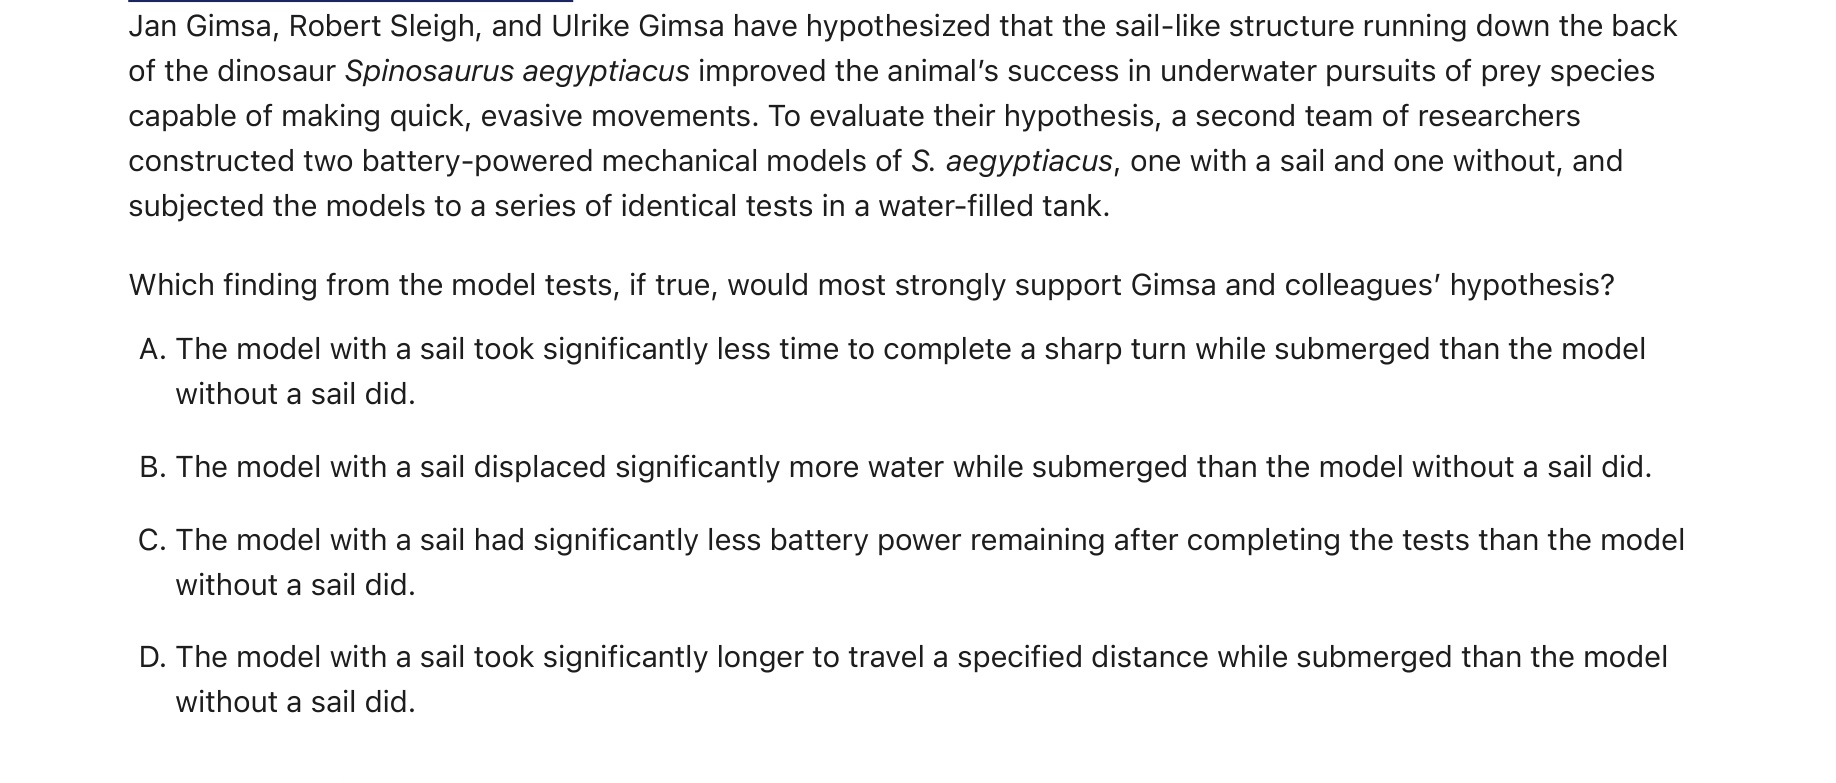 Jan Gimsa, Robert Sleigh, and Ulrike Gimsa have hypothesized that the sail-like structure running down the back
of the dinosaur Spinosaurus aegyptiacus improved the animal's success in underwater pursuits of prey species
capable of making quick, evasive movements. To evaluate their hypothesis, a second team of researchers
constructed two battery-powered mechanical models of S. aegyptiacus, one with a sail and one without, and
subjected the models to a series of identical tests in a water-filled tank.
Which finding from the model tests, if true, would most strongly support Gimsa and colleagues' hypothesis?
A. The model with a sail took significantly less time to complete a sharp turn while submerged than the model
without a sail did.
B. The model with a sail displaced significantly more water while submerged than the model without a sail did.
C. The model with a sail had significantly less battery power remaining after completing the tests than the model
without a sail did.
D. The model with a sail took significantly longer to travel a specified distance while submerged than the model
without a sail did.